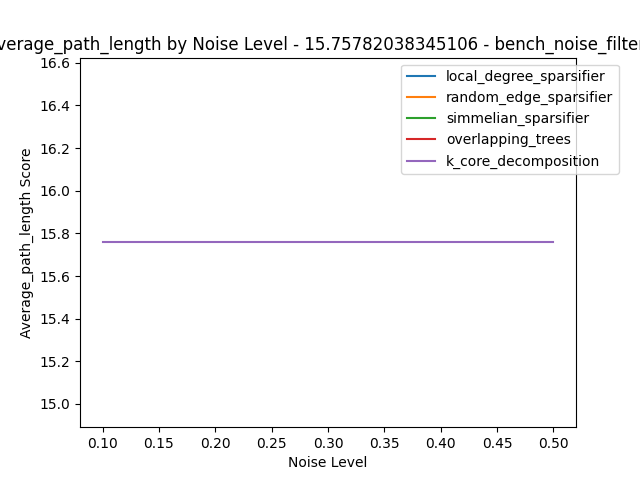 verage_path_length by Noise Level - 15.75782038345106 - bench_noise_filter
16.6
16.4
16.2
16.0
15.8
15.6
15.4
15.2
15.0
Average_path_length Score
local_degree_sparsifier
random_edge_sparsifier
simmelian_sparsifier
overlapping_trees
k_core_decomposition
0.10 0.15 0.20 0.25 0.30 0.35 0.40 0.45 0.50
Noise Level